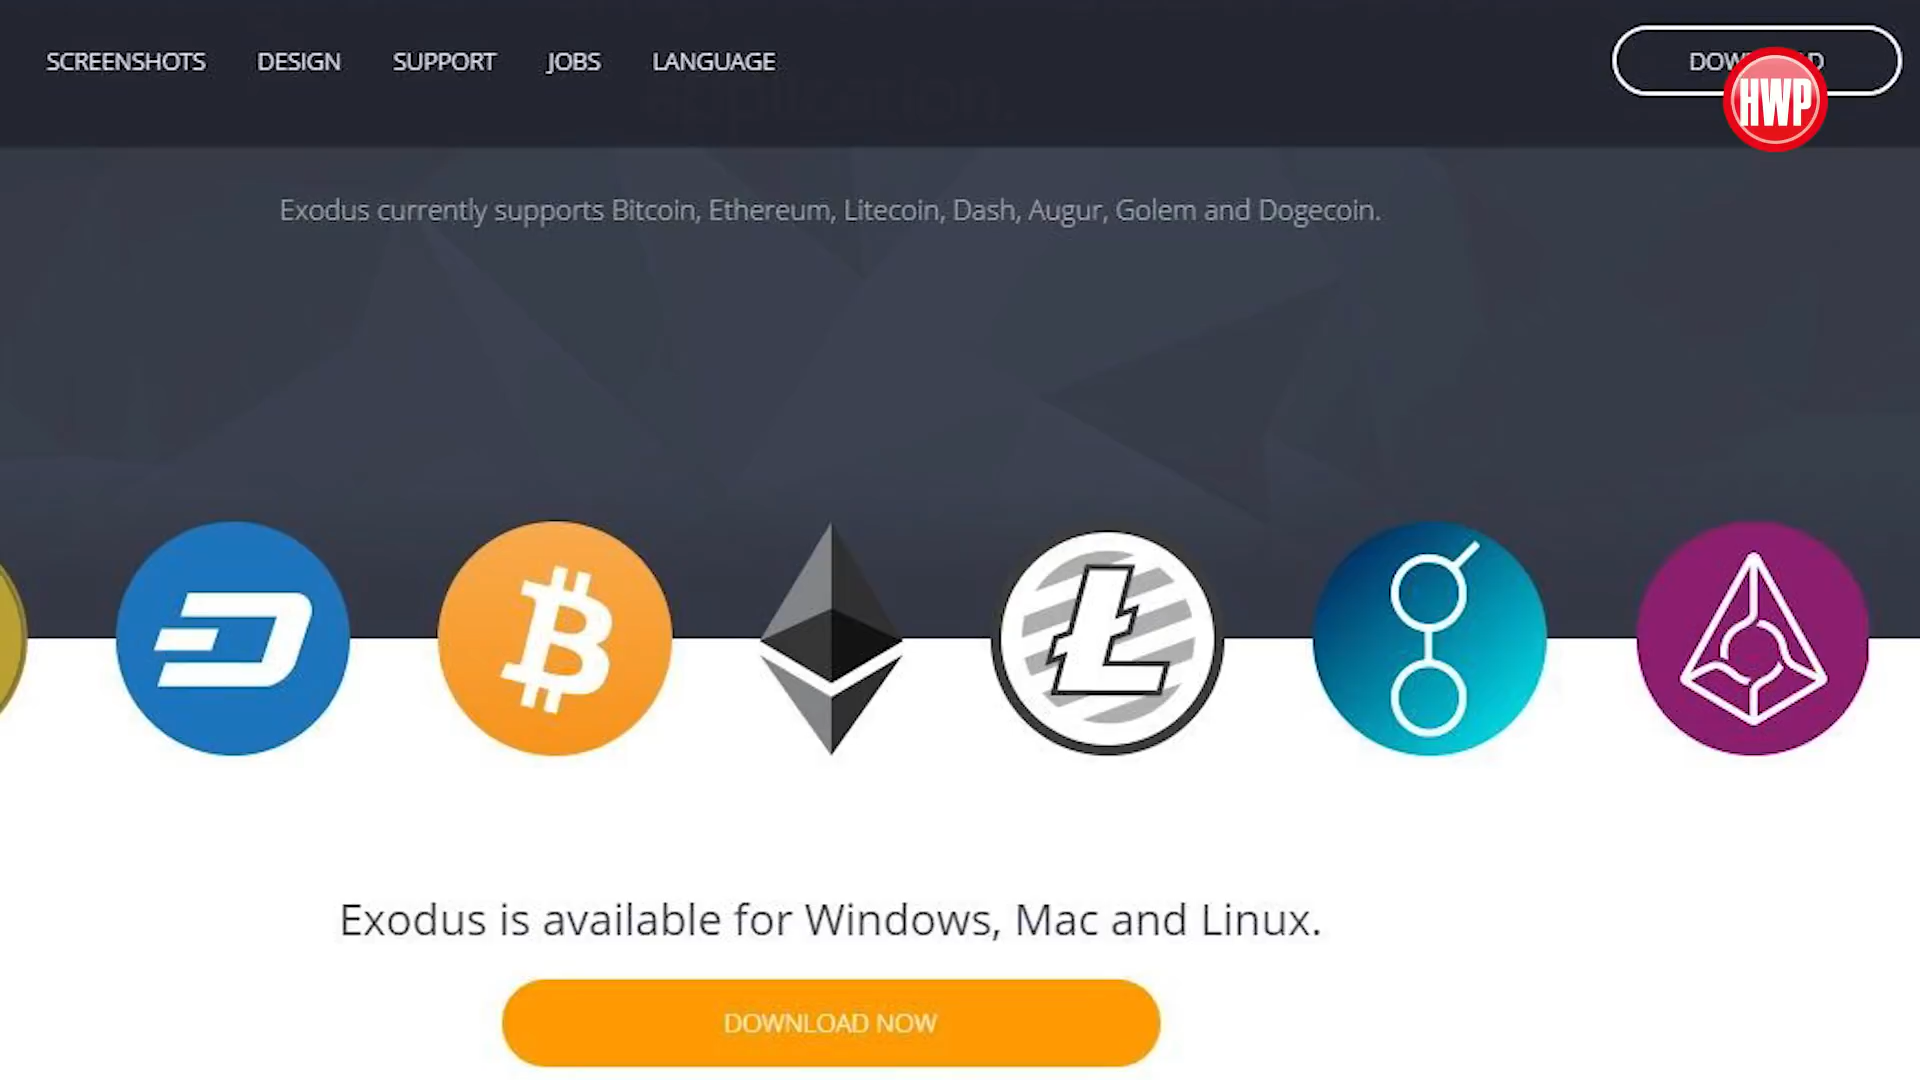 SCREENSHOTS DESIGN SUPPORT JOBS LANGUAGE
HWP
Exodus currently supports Bitcoin, Ethereum, Litecoin, Dash, Augur, Golem and Dogecoin.
Exodus is available for Windows, Mac and Linux.
DOWNLOAD NOW